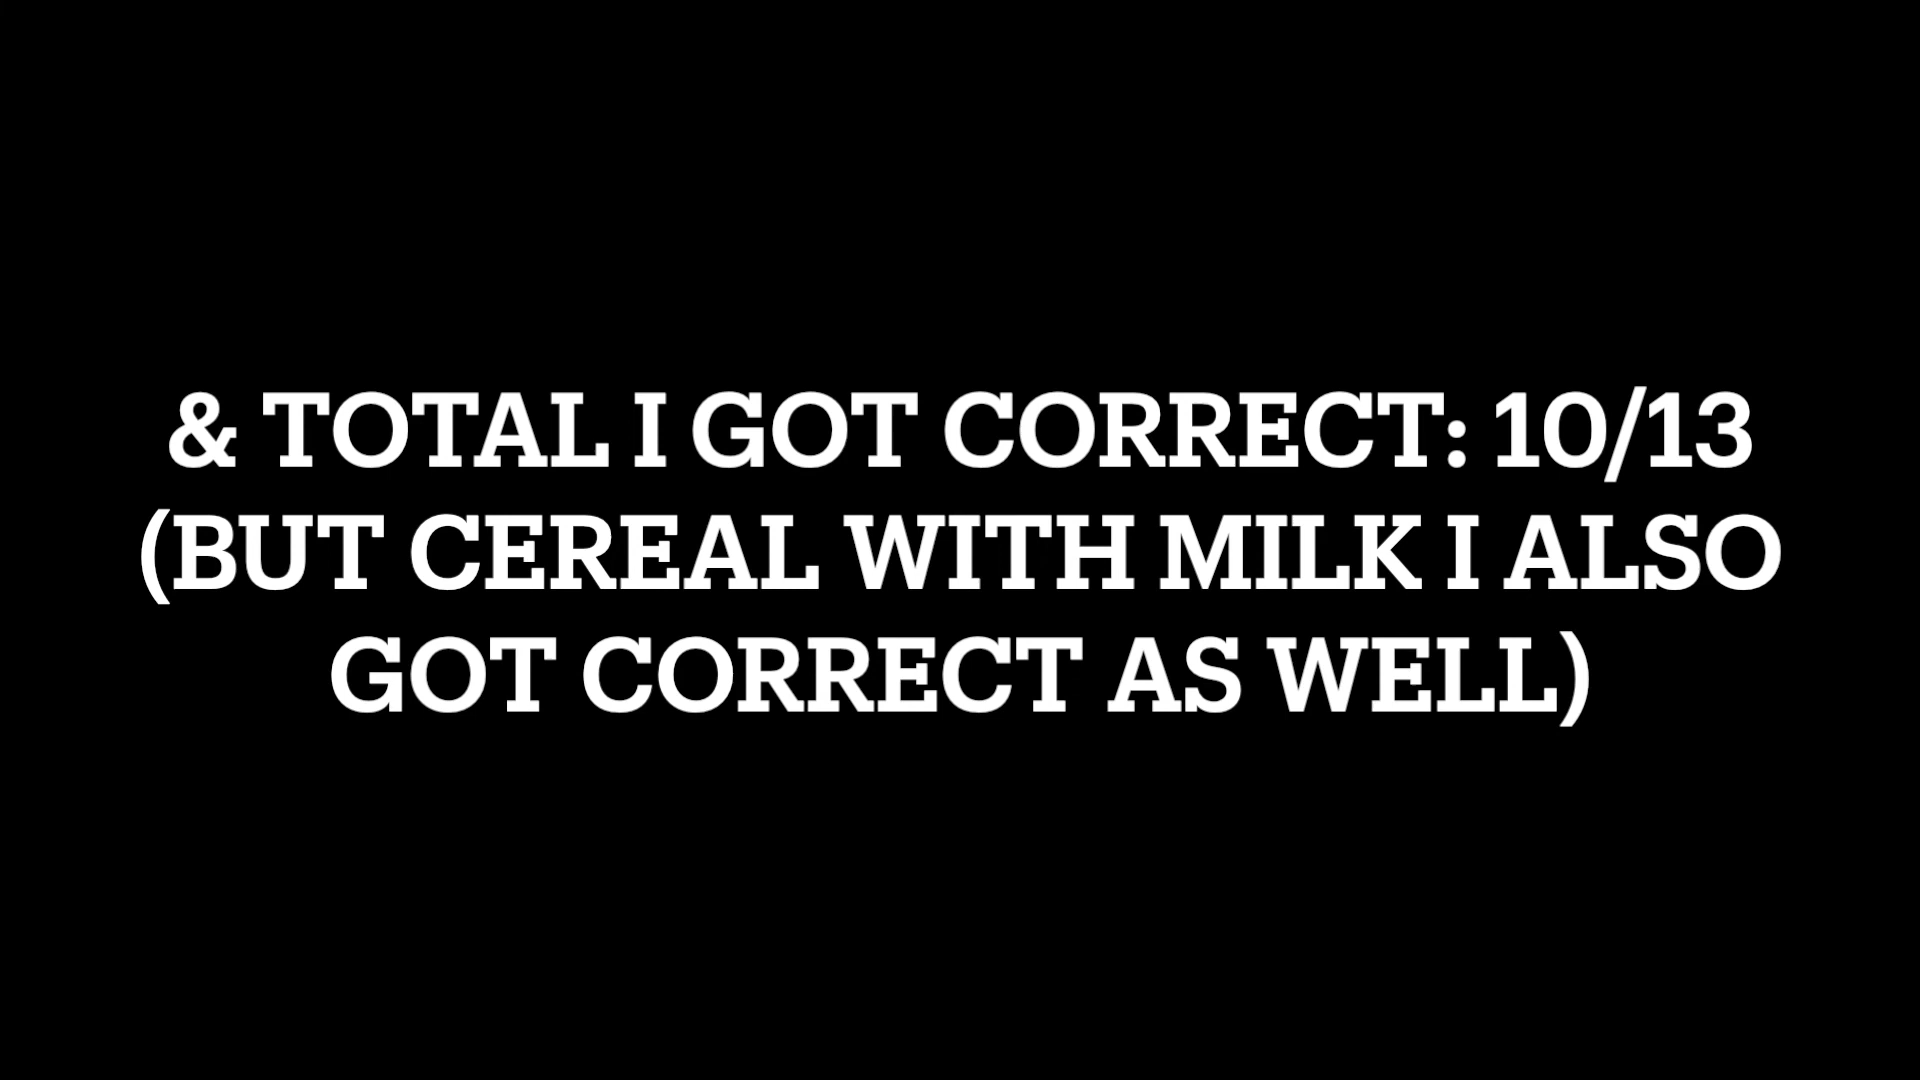 & TOTAL I GOT CORRECT: 10/13
(BUT CEREAL WITH MILK I ALSO
GOT CORRECT AS WELL)